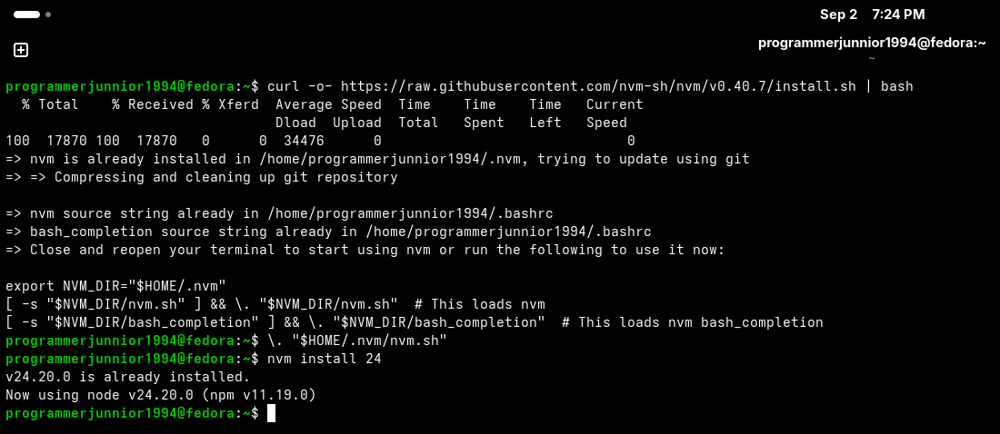 Sep 2 7:24 PM
programmerjunnior1994@fedora:~
~
programmerjunnior1994@fedora:~$ curl -o- https://raw.githubusercontent.com/nvm-sh/nvm/v0.40.7/install.sh | bash
  % Total    % Received % Xferd  Average Speed  Time    Time    Time   Current
                                 Dload  Upload  Total   Spent   Left   Speed
100  17870 100  17870   0      0  34476      0                              0
=> nvm is already installed in /home/programmerjunnior1994/.nvm, trying to update using git
=> => Compressing and cleaning up git repository

=> nvm source string already in /home/programmerjunnior1994/.bashrc
=> bash_completion source string already in /home/programmerjunnior1994/.bashrc
=> Close and reopen your terminal to start using nvm or run the following to use it now:

export NVM_DIR="$HOME/.nvm"
[ -s "$NVM_DIR/nvm.sh" ] && \. "$NVM_DIR/nvm.sh"  # This loads nvm
[ -s "$NVM_DIR/bash_completion" ] && \. "$NVM_DIR/bash_completion"  # This loads nvm bash_completion
programmerjunnior1994@fedora:~$ \. "$HOME/.nvm/nvm.sh"
programmerjunnior1994@fedora:~$ nvm install 24
v24.20.0 is already installed.
Now using node v24.20.0 (npm v11.19.0)
programmerjunnior1994@fedora:~$